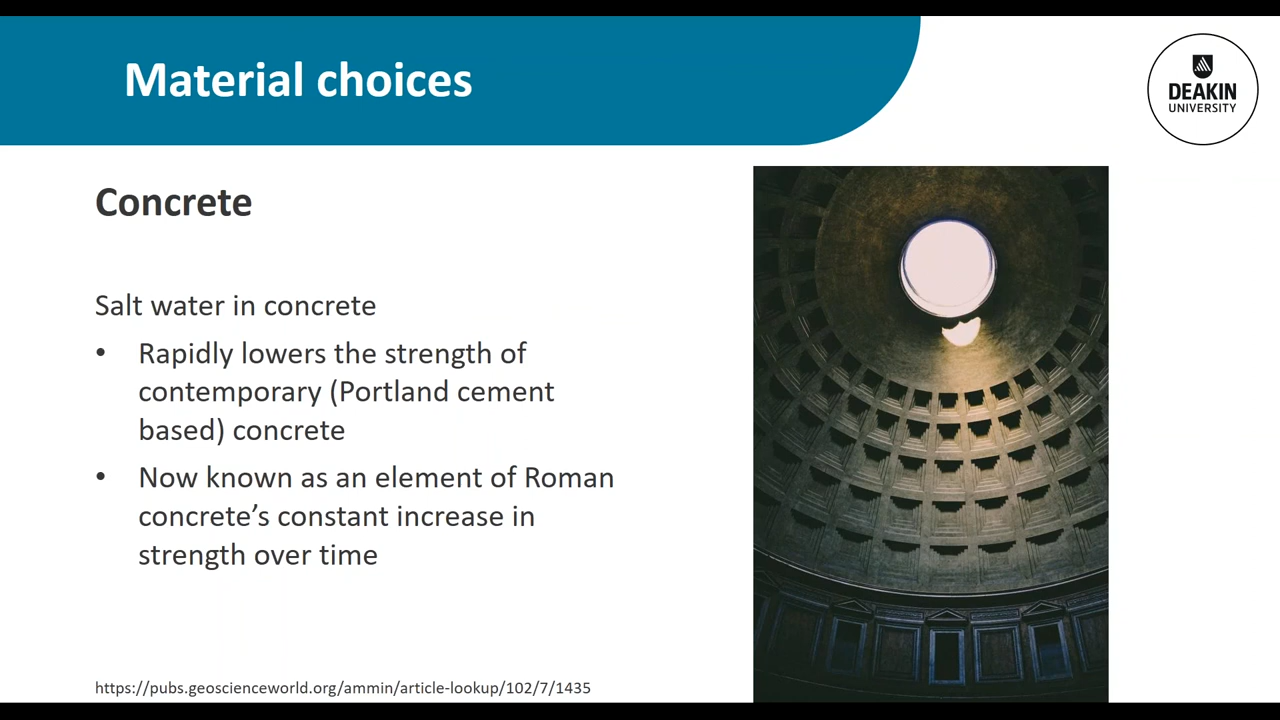 Material choices
DEAKIN
UNIVERSITY
Concrete
Salt water in concrete
• Rapidly lowers the strength of
contemporary (Portland cement
based) concrete
• Now known as an element of Roman
concrete’s constant increase in
strength over time
https://pubs.geoscienceworld.org/ammin/article-lookup/102/7/1435